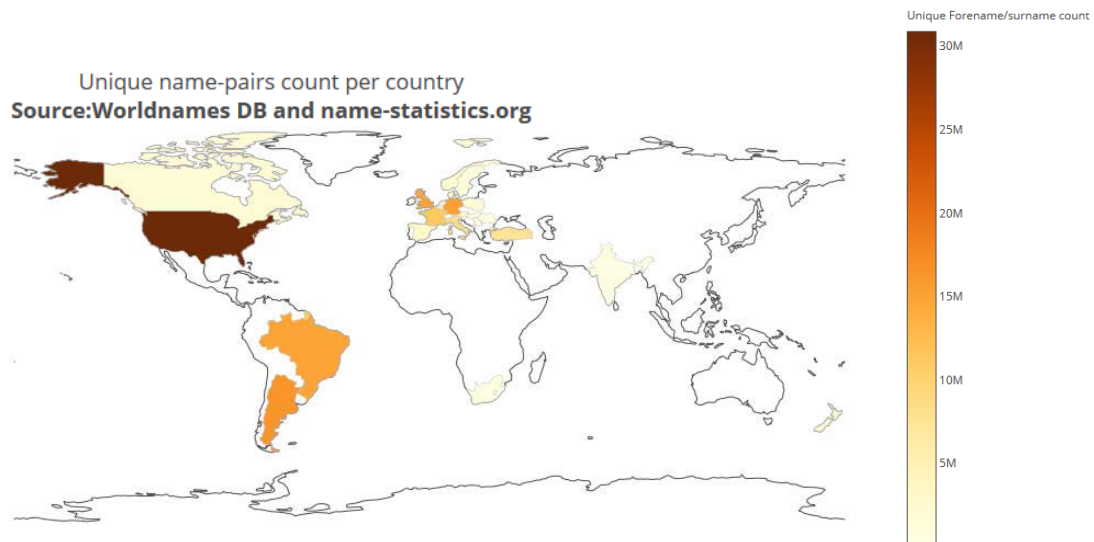 Unique Forename/surname count
Unique name-pairs count per country
Source:Worldnames DB and name-statistics.org
30M
25M
20M
15M
10M
5M